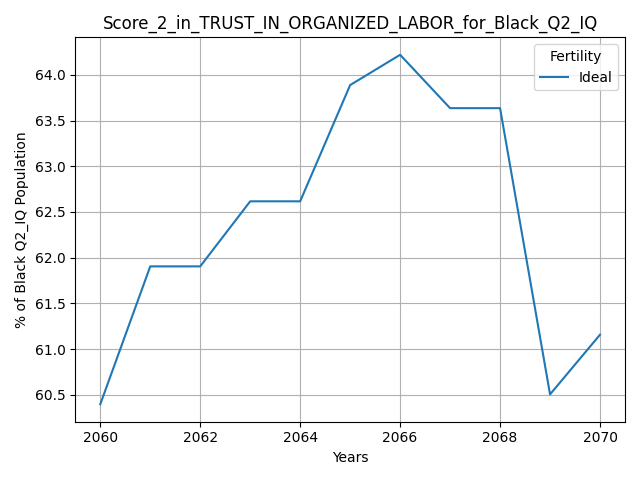 Score_2_in_TRUST_IN_ORGANIZED_LABOR_for_Black_Q2_IQ
Fertility
Ideal
% of Black Q2_IQ Population
64.0
63.5
63.0
62.5
62.0
61.5
61.0
60.5
2060 2062 2064 2066 2068 2070
Years